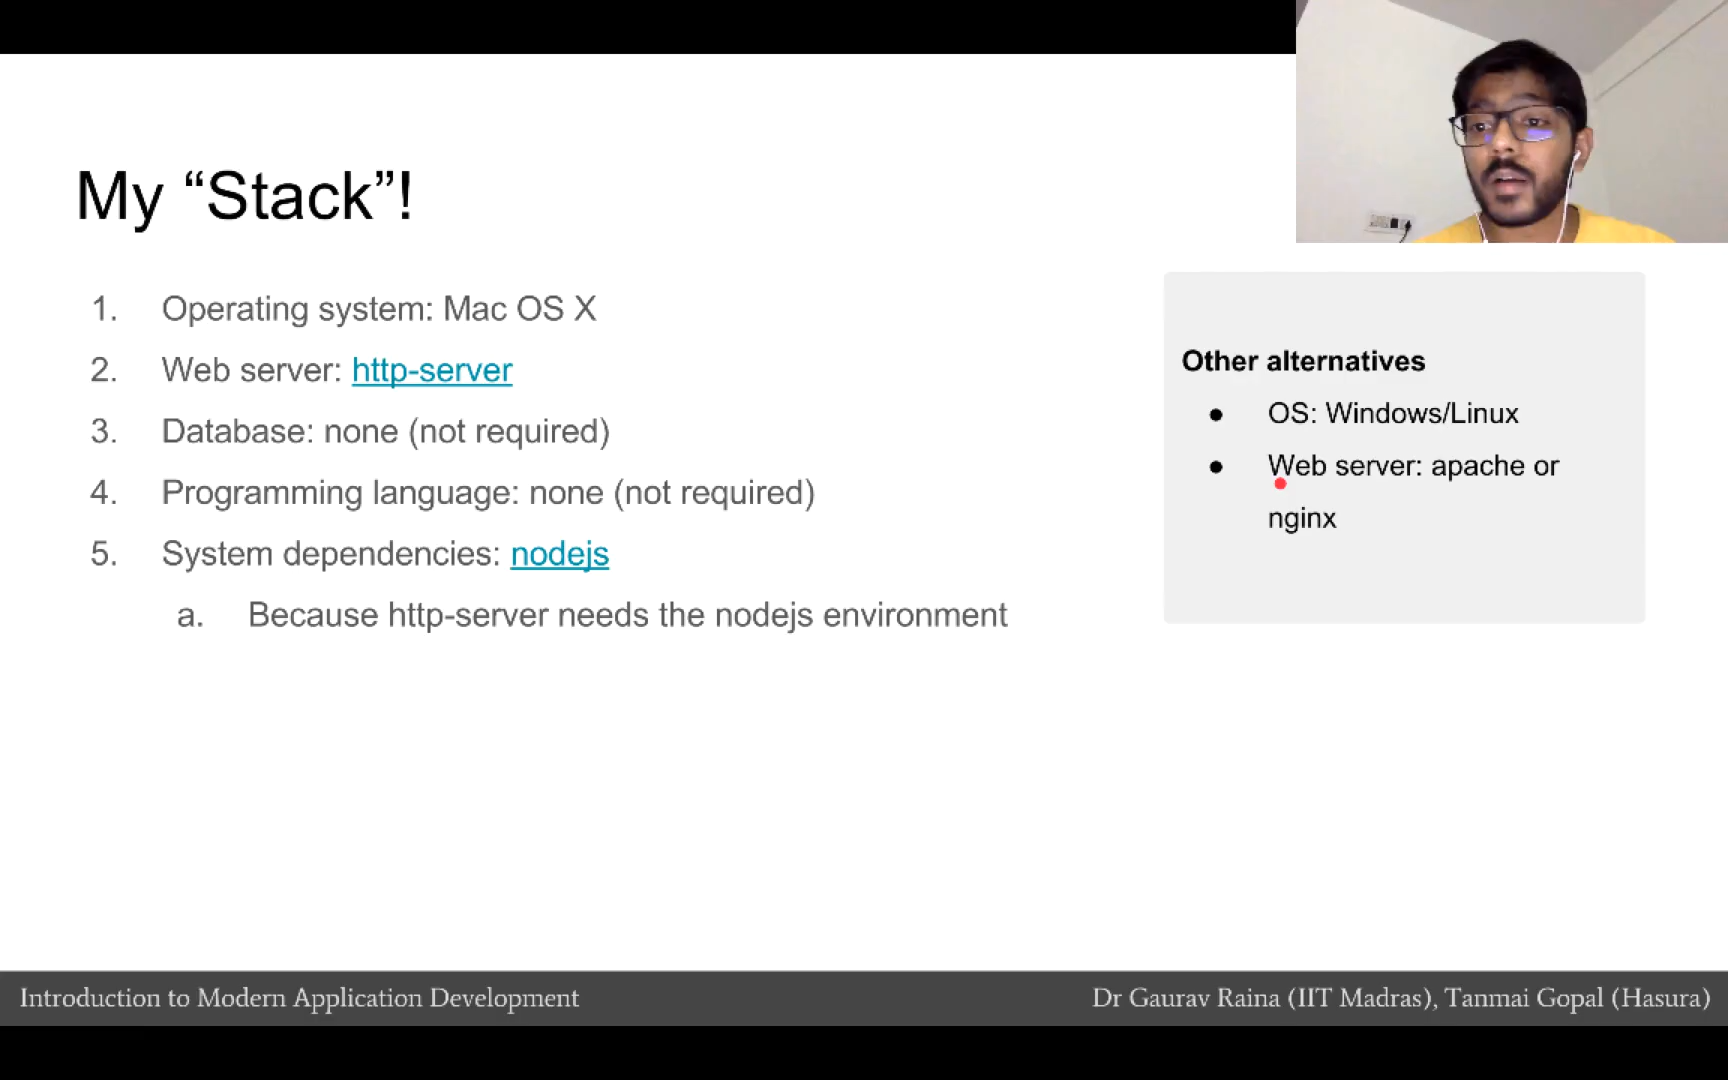 My “Stack”!
1. Operating system: Mac OS X
2. Web server: http-server
3. Database: none (not required)
4. Programming language: none (not required)
5. System dependencies: nodejs
a. Because http-server needs the nodejs environment
Other alternatives
● OS: Windows/Linux
● Web server: apache or
nginx
Introduction to Modern Application Development
Dr Gaurav Raina (IIT Madras), Tanmai Gopal (Hasura)